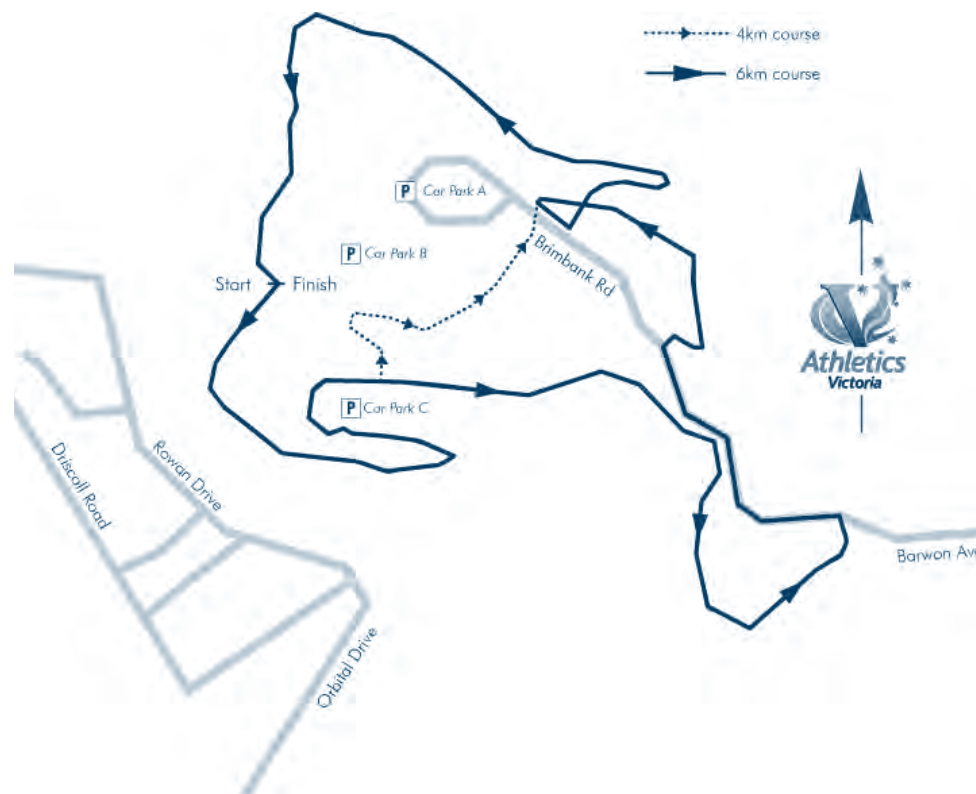 4km course
6km course
P Car Park A
P Car Park B
Brimbank Rd
Start
Finish
Athletics
Victoria
P Car Park C
Rowan Drive
Driscoll Road
Barwon Av
Orbital Drive